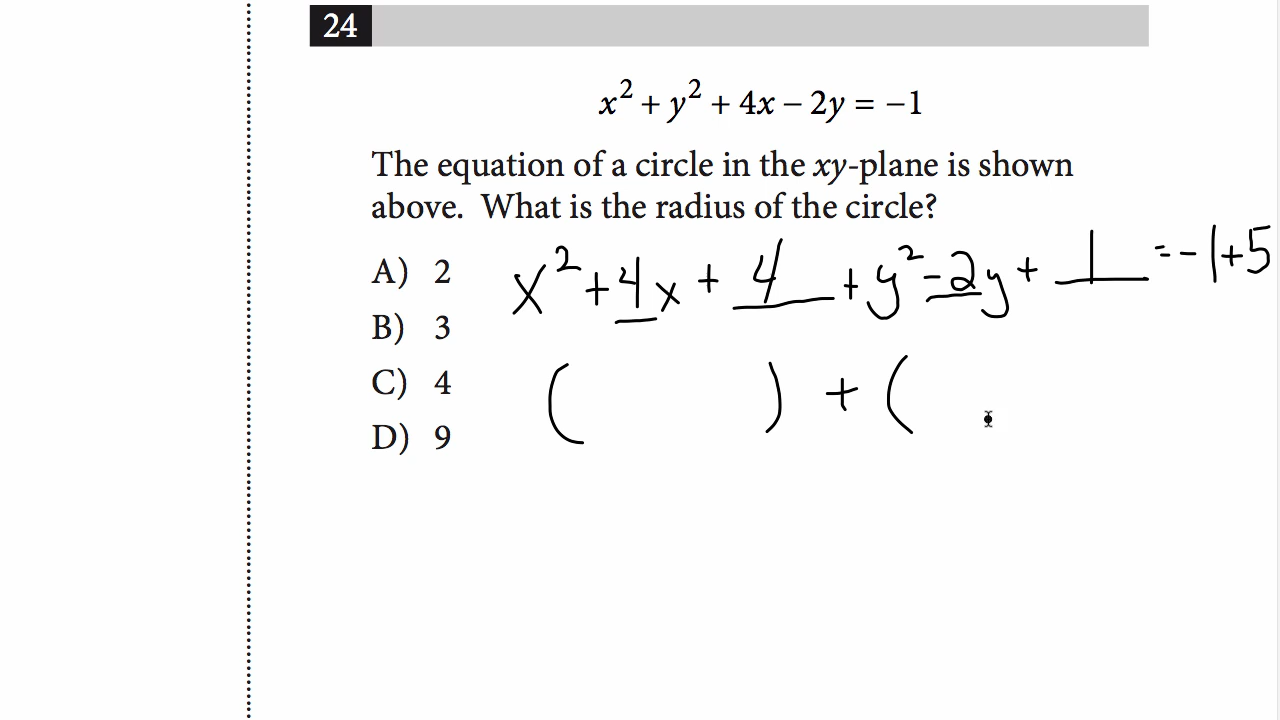 24
x² + y² + 4x − 2y = −1
The equation of a circle in the xy-plane is shown
above. What is the radius of the circle?
A) 2
B) 3
C) 4
D) 9
x² + 4x + 4 + y² - 2y + 1 = -1+5
( ) + (